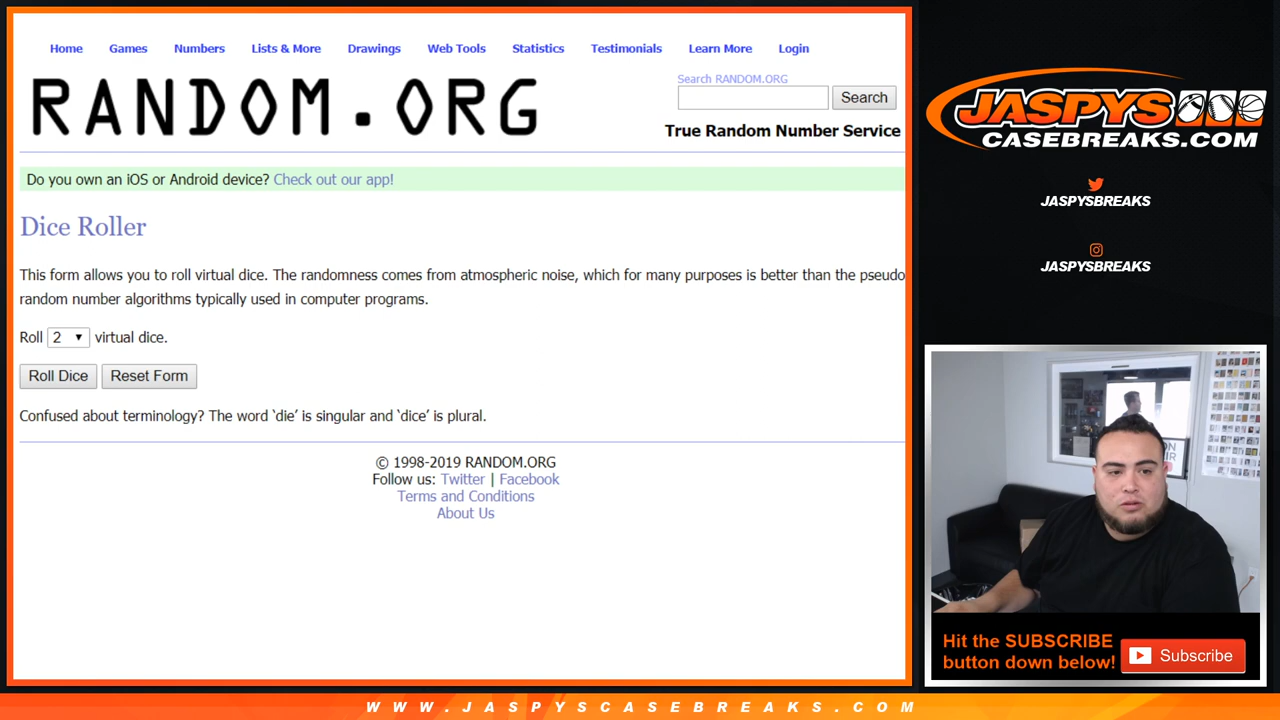 Home Games Numbers Lists & More Drawings Web Tools Statistics Testimonials Learn More Login
RANDOM.ORG
Search RANDOM.ORG
Search
True Random Number Service
Do you own an iOS or Android device? Check out our app!
Dice Roller
This form allows you to roll virtual dice. The randomness comes from atmospheric noise, which for many purposes is better than the pseudo
random number algorithms typically used in computer programs.
Roll 2 virtual dice.
Roll Dice Reset Form
Confused about terminology? The word ‘die’ is singular and ‘dice’ is plural.
© 1998-2019 RANDOM.ORG
Follow us: Twitter | Facebook
Terms and Conditions
About Us
JASPYS
CASEBREAKS.COM
JASPYSBREAKS
JASPYSBREAKS
Hit the SUBSCRIBE
button down below!
Subscribe
WWW.JASPYSCASEBREAKS.COM